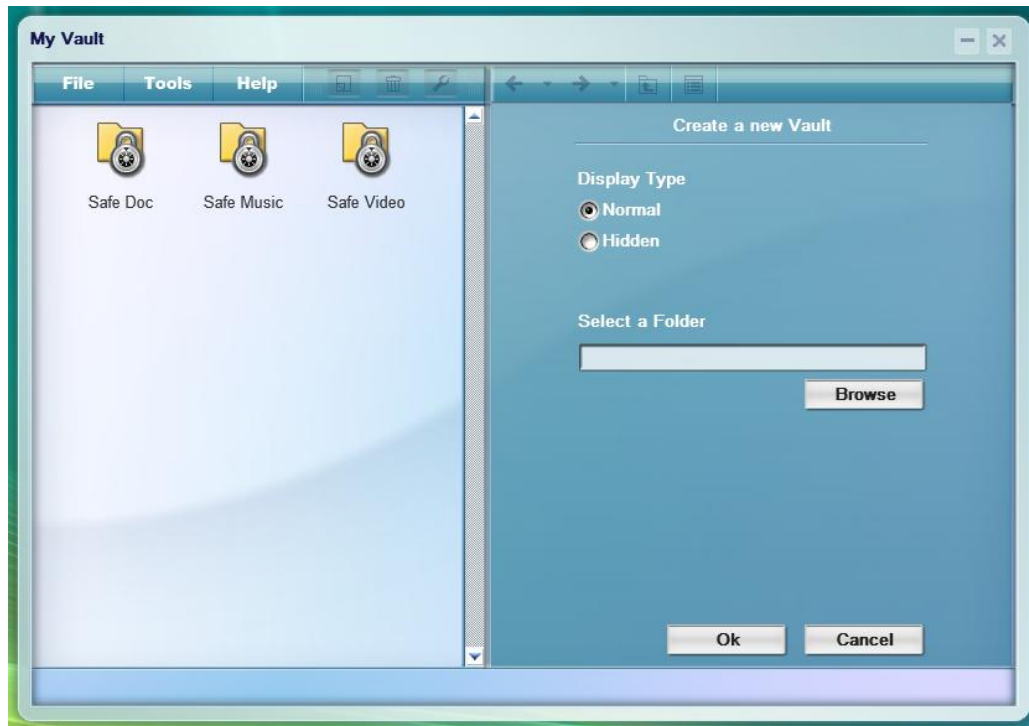 My Vault
File Tools Help
Safe Doc Safe Music Safe Video
Create a new Vault
Display Type
Normal
Hidden
Select a Folder
Browse
Ok Cancel